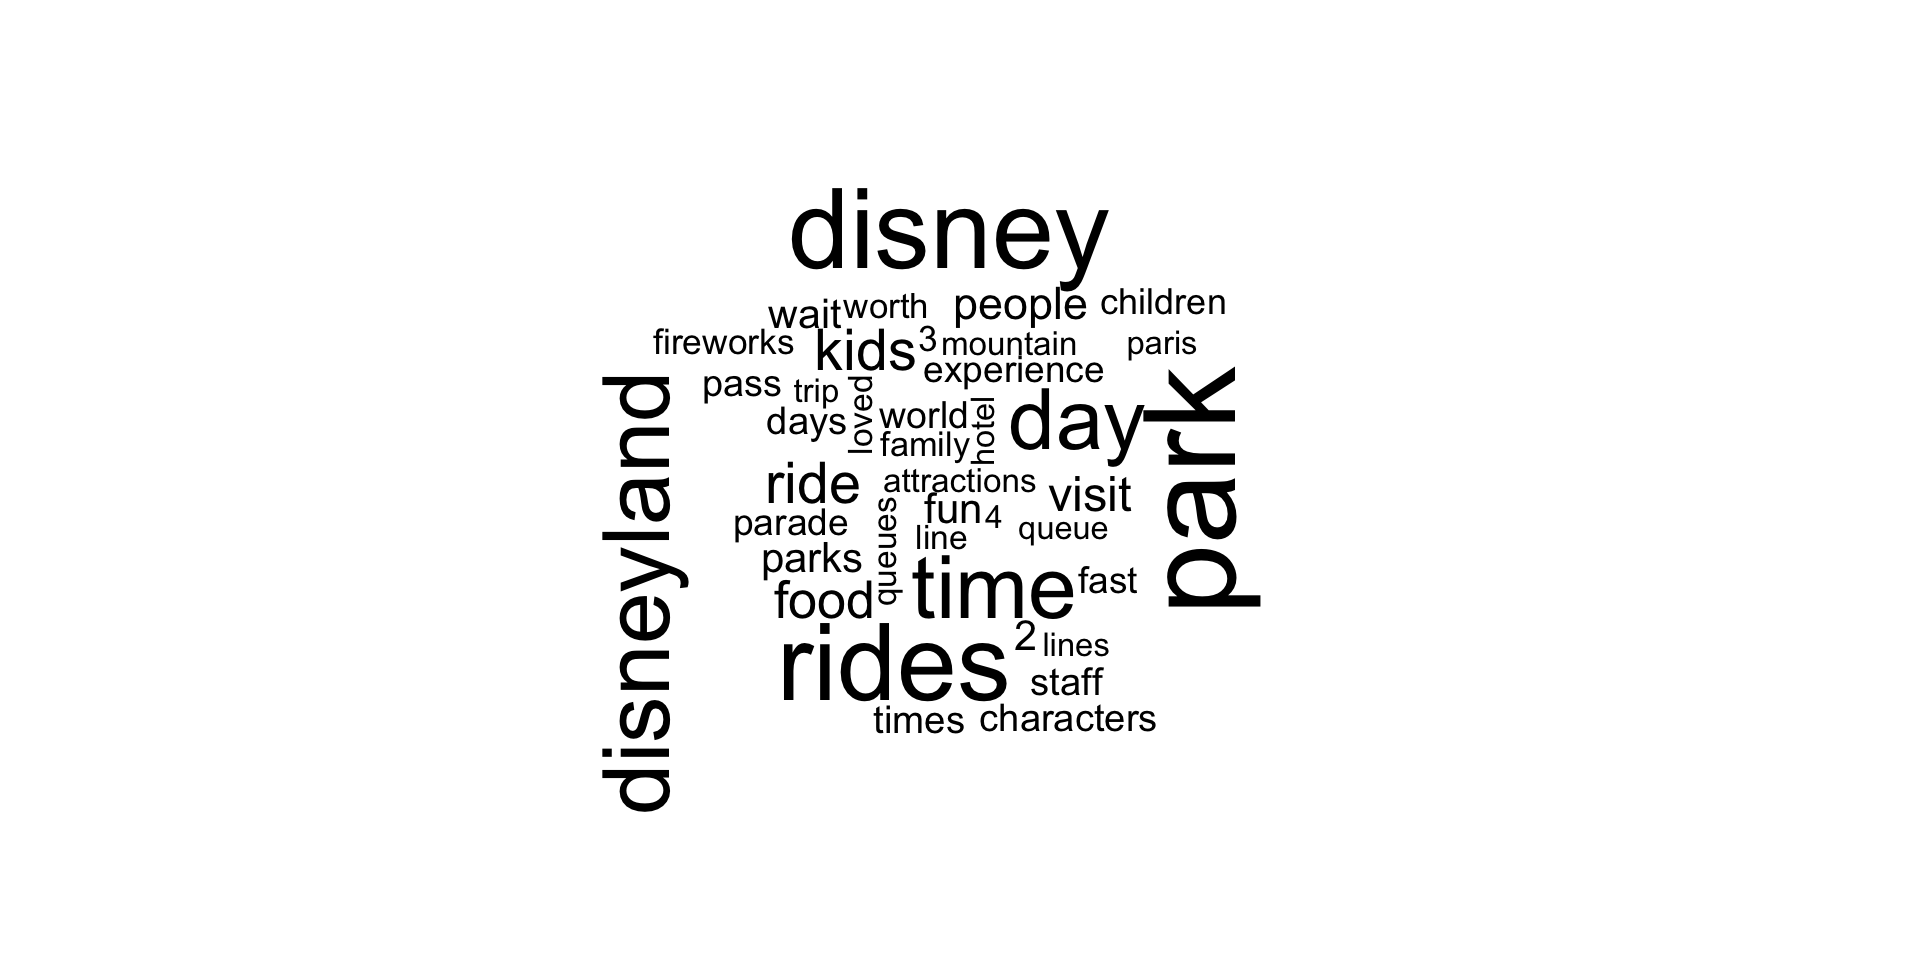 disney
wait worth people children
fireworks kids 3 mountain paris
experience
pass trip loved world hotel day park
days family
disneyland
ride attractions visit
parade queues fun 4 queue
line
parks
food time fast
rides 2 lines
staff
times characters